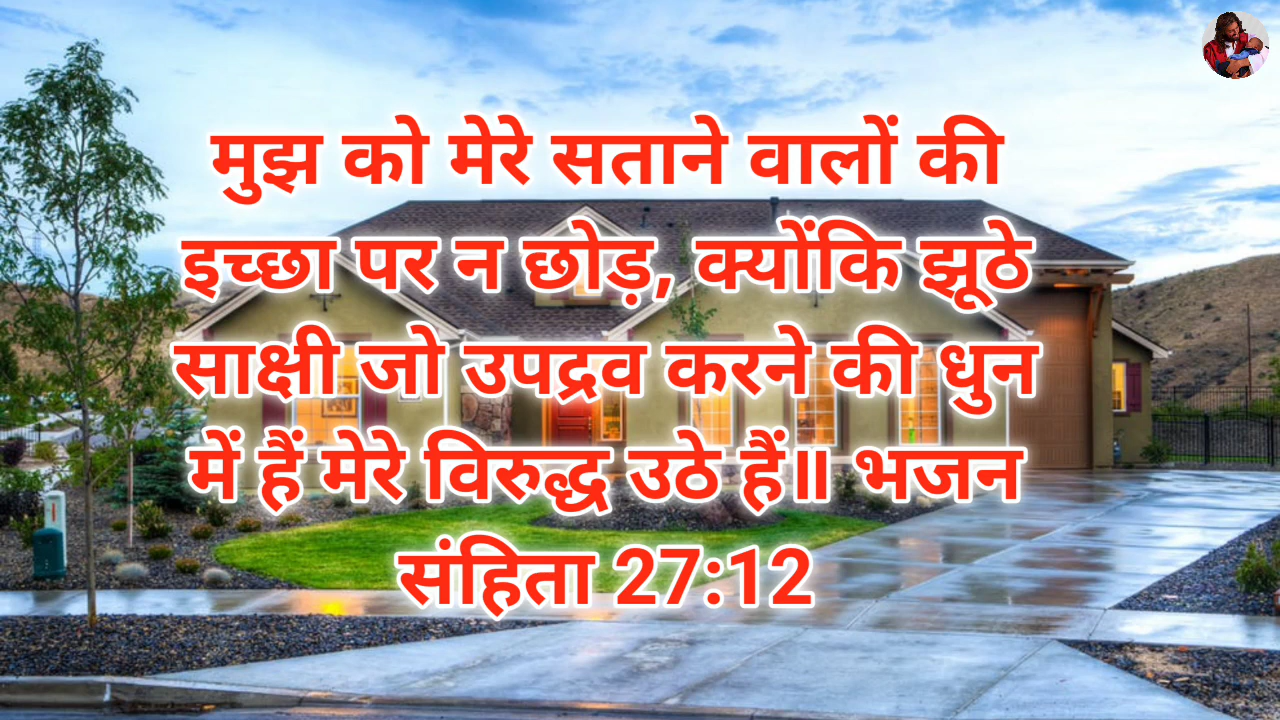 मुझ को मेरे सताने वालों की
इच्छा पर न छोड़, क्योंकि झूठे
साक्षी जो उपद्रव करने की धुन
में हैं मेरे विरुद्ध उठे हैं॥ भजन
संहिता 27:12